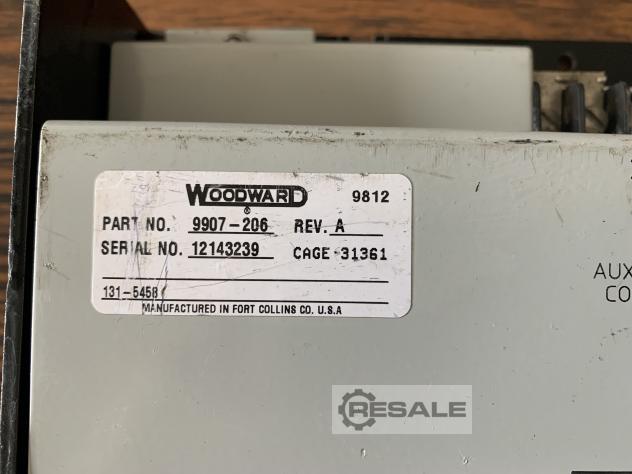 WOODWARD 9812
®
PART NO. 9907-206 REV. A
SERIAL NO. 12143239 CAGE 31361
131-5458
MANUFACTURED IN FORT COLLINS CO. U.S.A
AUX
CO
RESALE